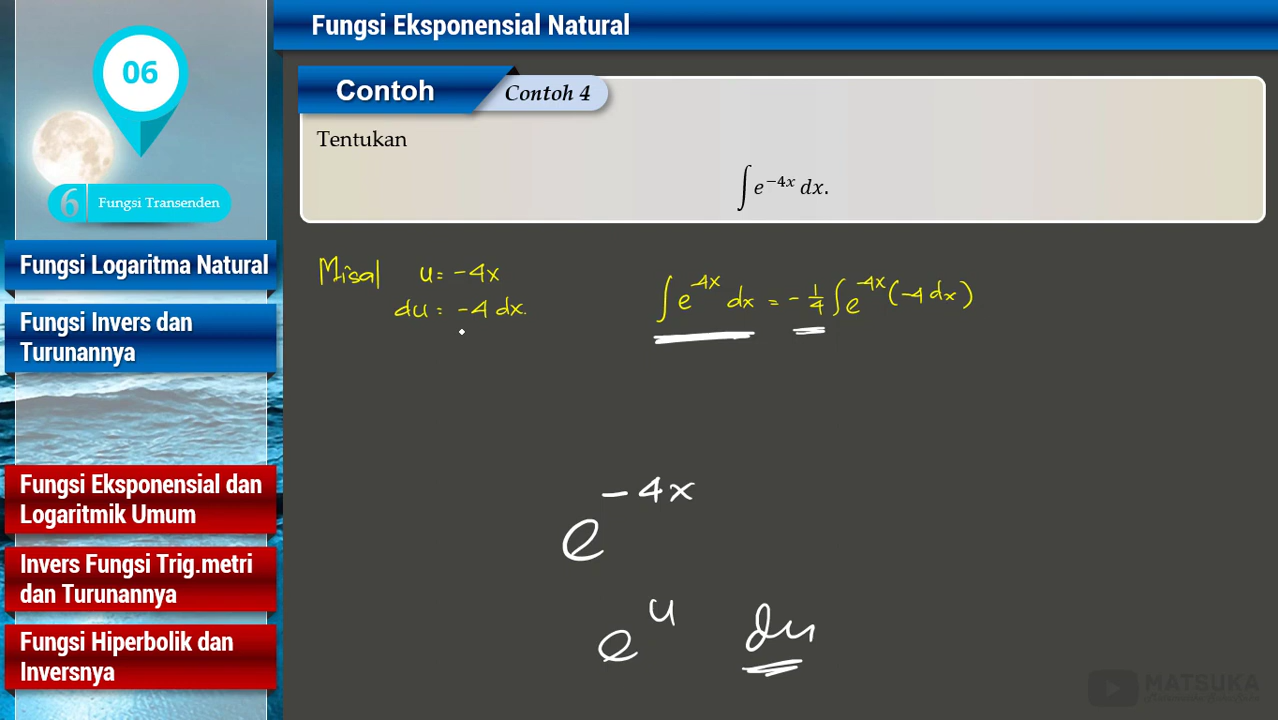 06
6 Fungsi Transenden
Fungsi Logaritma Natural
Fungsi Invers dan
Turunannya
Fungsi Eksponensial dan
Logaritmik Umum
Invers Fungsi Trig.metri
dan Turunannya
Fungsi Hiperbolik dan
Inversnya
Fungsi Eksponensial Natural
Contoh Contoh 4
Tentukan
∫ e⁻⁴ˣ dx.
Misal u = -4x
du = -4 dx.
∫ e⁻⁴ˣ dx = - 1/4 ∫ e⁻⁴ˣ (-4 dx)
e⁻⁴ˣ
eᵘ du
MATSUKA